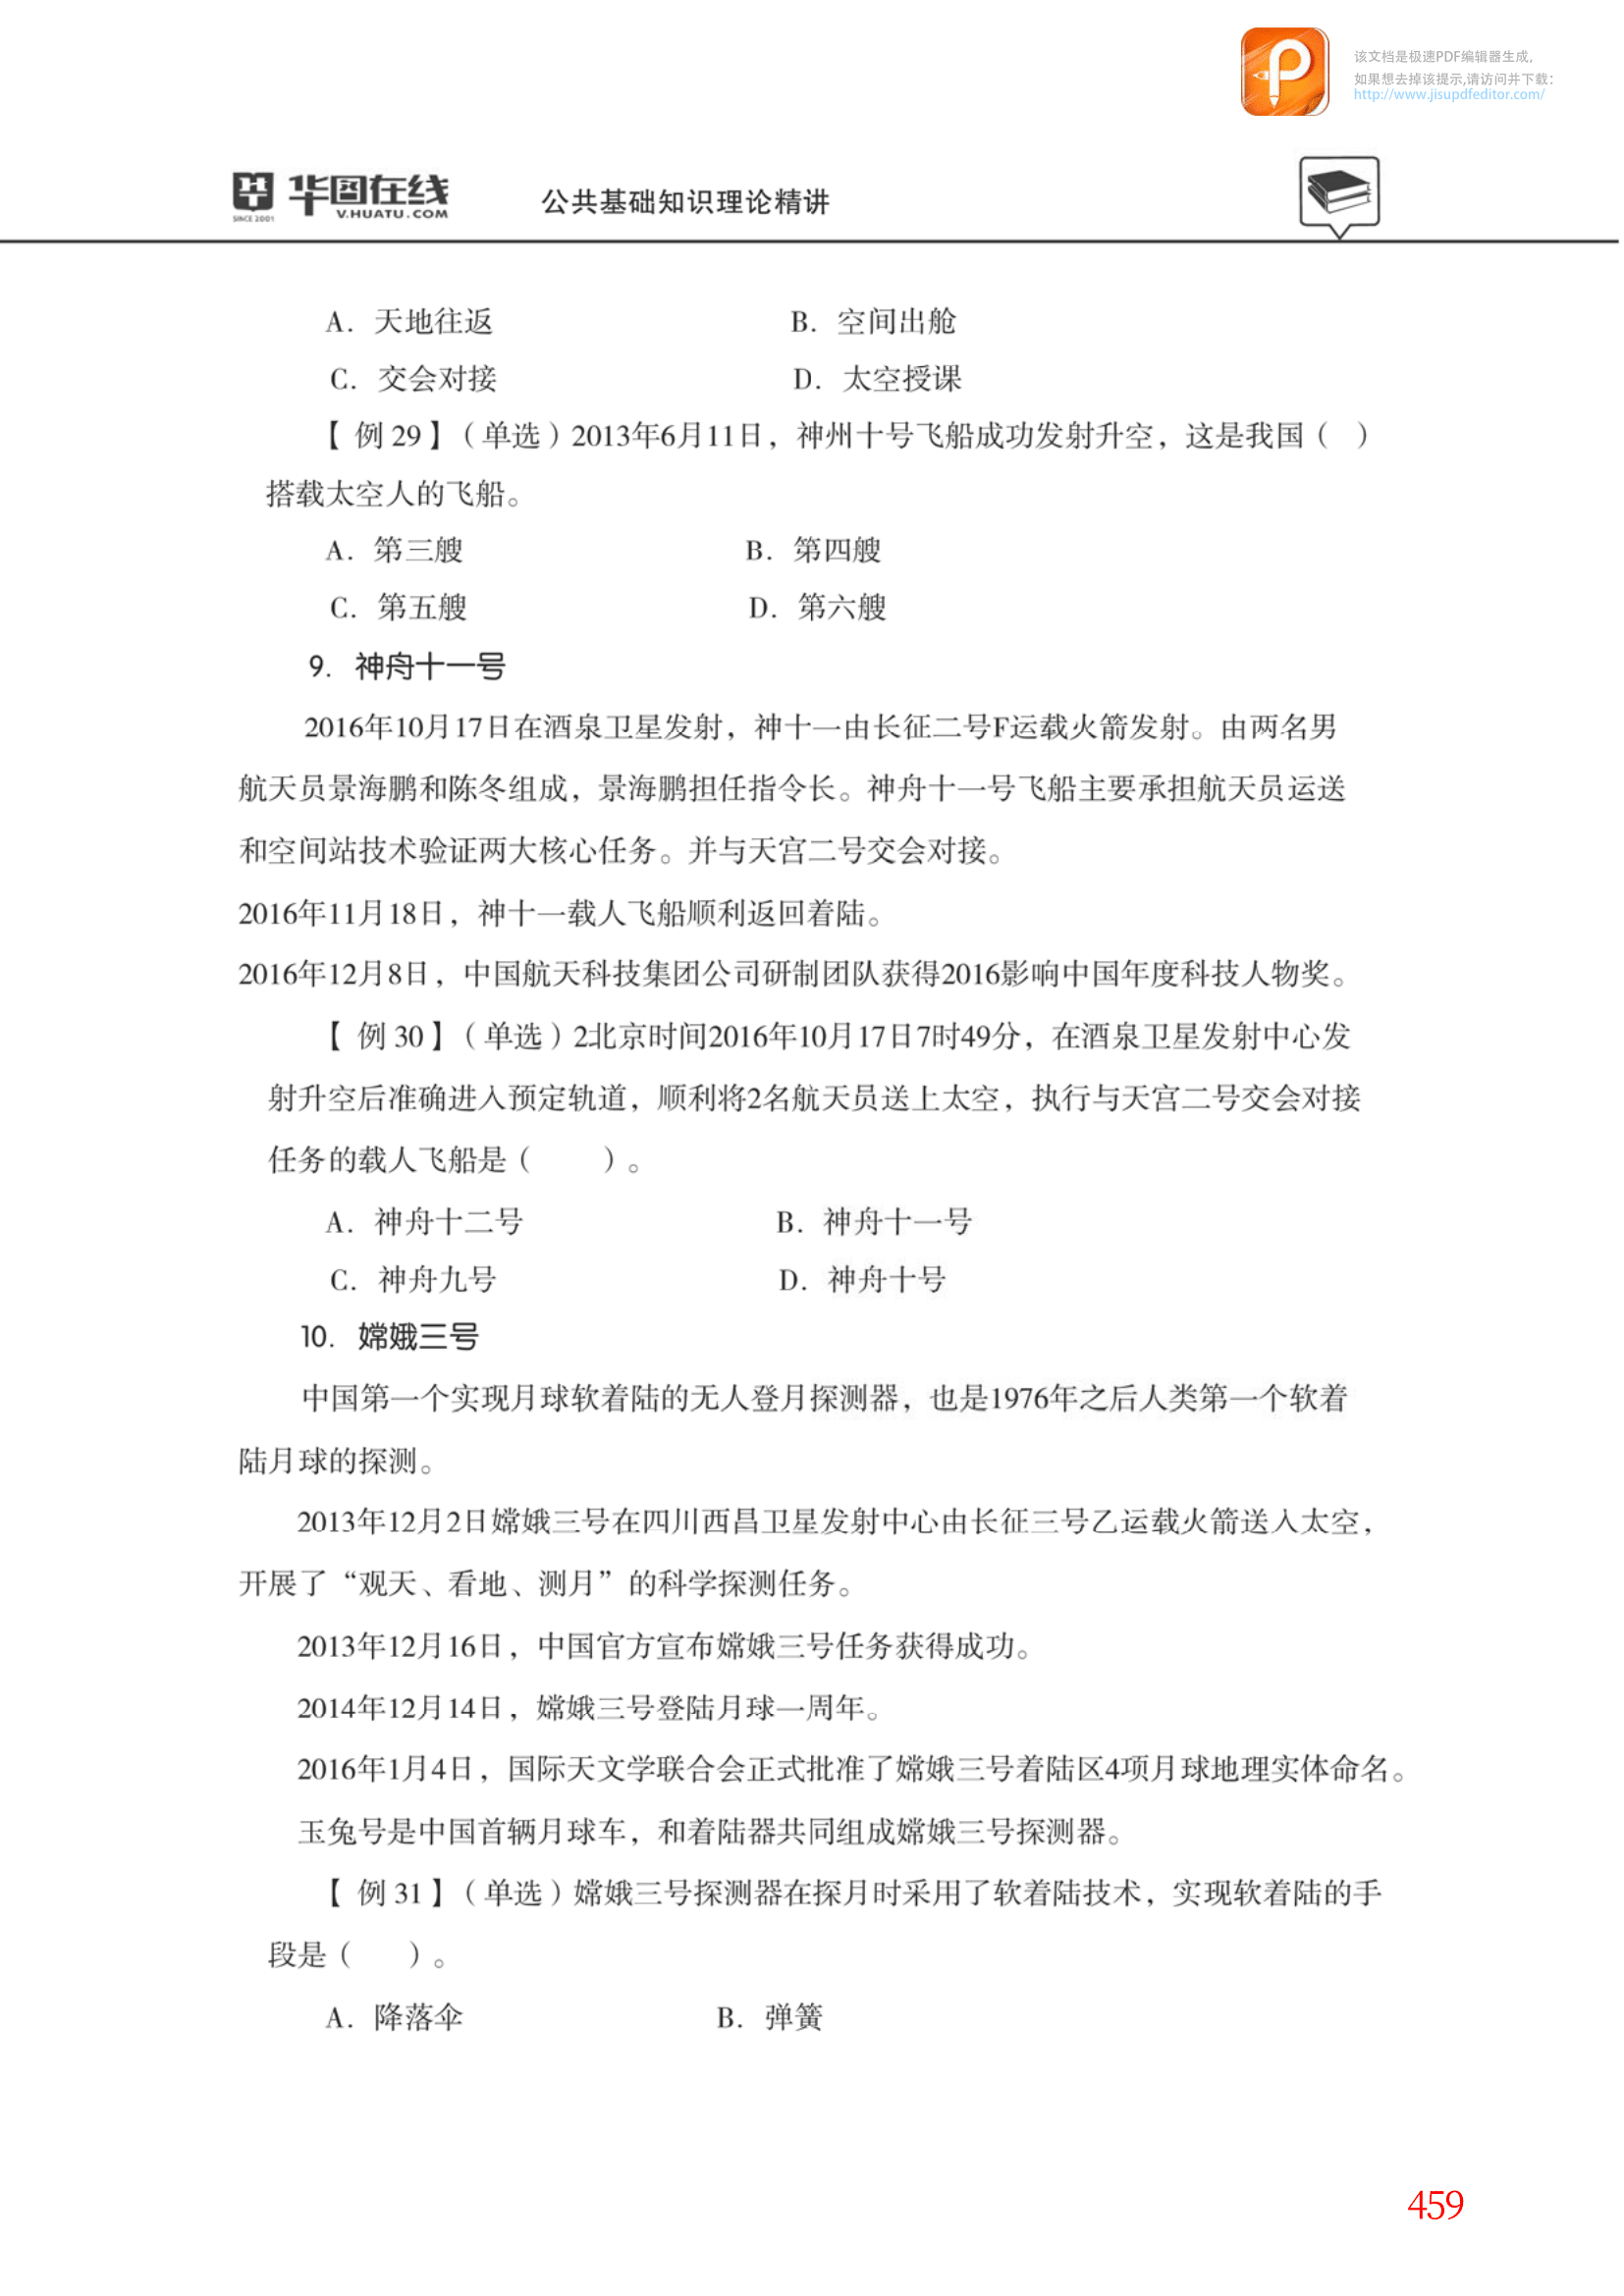 该文档是极速PDF编辑器生成,
如果想去掉该提示,请访问并下载:
http://www.jisupdfeditor.com/
华图在线
SINCE 2001
V.HUATU.COM
公共基础知识理论精讲
A. 天地往返 B. 空间出舱
C. 交会对接 D. 太空授课
【 例 29 】（单选）2013年6月11日，神州十号飞船成功发射升空，这是我国（ ）
搭载太空人的飞船。
A. 第三艘 B. 第四艘
C. 第五艘 D. 第六艘
9. 神舟十一号
2016年10月17日在酒泉卫星发射，神十一由长征二号F运载火箭发射。由两名男
航天员景海鹏和陈冬组成，景海鹏担任指令长。神舟十一号飞船主要承担航天员运送
和空间站技术验证两大核心任务。并与天宫二号交会对接。
2016年11月18日，神十一载人飞船顺利返回着陆。
2016年12月8日，中国航天科技集团公司研制团队获得2016影响中国年度科技人物奖。
【 例 30 】（单选）2北京时间2016年10月17日7时49分，在酒泉卫星发射中心发
射升空后准确进入预定轨道，顺利将2名航天员送上太空，执行与天宫二号交会对接
任务的载人飞船是（ ）。
A. 神舟十二号 B. 神舟十一号
C. 神舟九号 D. 神舟十号
10. 嫦娥三号
中国第一个实现月球软着陆的无人登月探测器，也是1976年之后人类第一个软着
陆月球的探测。
2013年12月2日嫦娥三号在四川西昌卫星发射中心由长征三号乙运载火箭送入太空，
开展了“观天、看地、测月”的科学探测任务。
2013年12月16日，中国官方宣布嫦娥三号任务获得成功。
2014年12月14日，嫦娥三号登陆月球一周年。
2016年1月4日，国际天文学联合会正式批准了嫦娥三号着陆区4项月球地理实体命名。
玉兔号是中国首辆月球车，和着陆器共同组成嫦娥三号探测器。
【 例 31 】（单选）嫦娥三号探测器在探月时采用了软着陆技术，实现软着陆的手
段是（ ）。
A. 降落伞 B. 弹簧
459